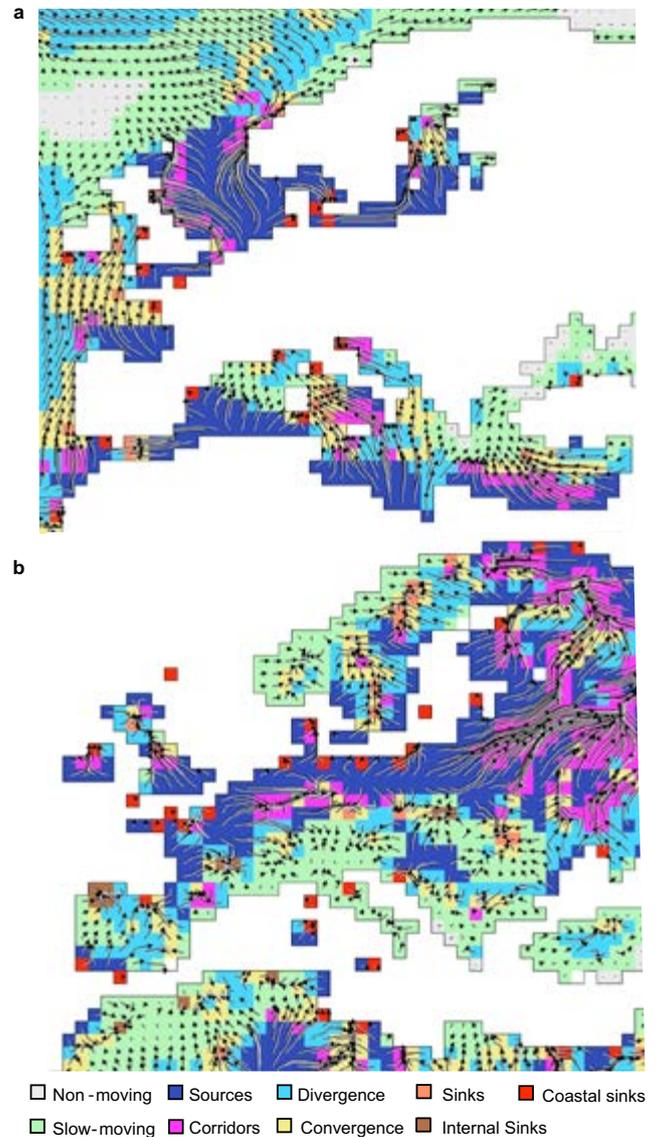 a
b
Non-moving Sources Divergence Sinks Coastal sinks
Slow-moving Corridors Convergence Internal Sinks